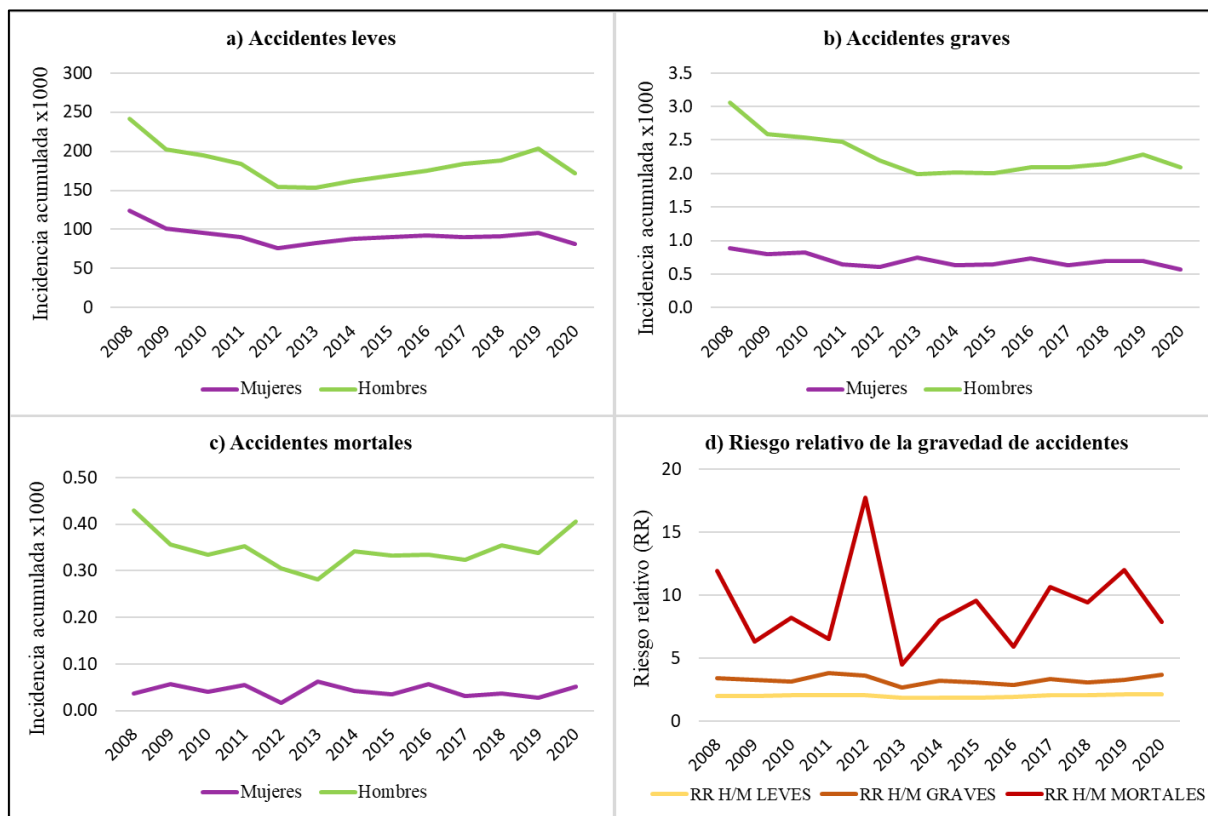 a) Accidentes leves
Incidencia acumulada x1000
300
250
200
150
100
50
0
2008 2009 2010 2011 2012 2013 2014 2015 2016 2017 2018 2019 2020
Mujeres Hombres
b) Accidentes graves
Incidencia acumulada x1000
3.5
3.0
2.5
2.0
1.5
1.0
0.5
0.0
2008 2009 2010 2011 2012 2013 2014 2015 2016 2017 2018 2019 2020
Mujeres Hombres
c) Accidentes mortales
Incidencia acumulada x1000
0.50
0.40
0.30
0.20
0.10
0.00
2008 2009 2010 2011 2012 2013 2014 2015 2016 2017 2018 2019 2020
Mujeres Hombres
d) Riesgo relativo de la gravedad de accidentes
Riesgo relativo (RR)
20
15
10
5
0
2008 2009 2010 2011 2012 2013 2014 2015 2016 2017 2018 2019 2020
RR H/M LEVES RR H/M GRAVES RR H/M MORTALES